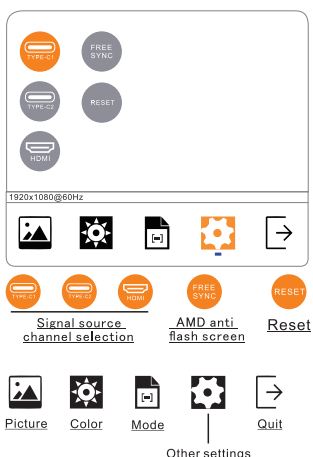 TYPE-C1
FREE
SYNC
TYPE-C2
RESET
HDMI
1920x1080@60Hz
TYPE-C1
TYPE-C2
HDMI
FREE
SYNC
RESET
Signal source
channel selection
AMD anti
flash screen
Reset
Picture
Color
Mode
Quit
Other settings